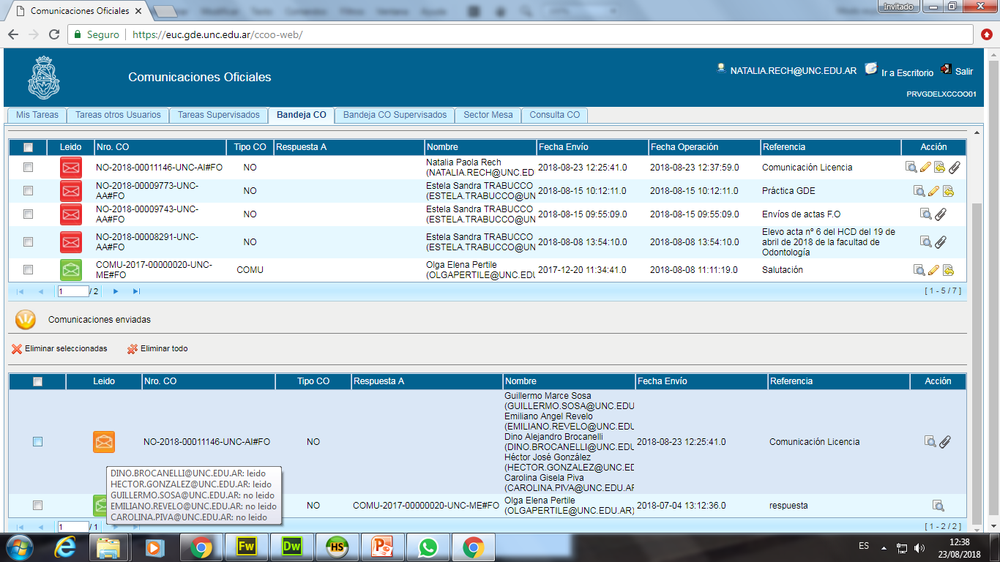 Comunicaciones Oficiales
Invitado
Seguro
https://euc.gde.unc.edu.ar/ccoo-web/
Comunicaciones Oficiales
NATALIA.RECH@UNC.EDU.AR
Ir a Escritorio
Salir
PRVGDELXCCOO01
Mis Tareas
Tareas otros Usuarios
Tareas Supervisados
Bandeja CO
Bandeja CO Supervisados
Sector Mesa
Consulta CO
Leido Nro. CO Tipo CO Respuesta A Nombre Fecha Envío Fecha Operación Referencia Acción
NO-2018-00011146-UNC-AI#FO NO Natalia Paola Rech (NATALIA.RECH@UNC.ED 2018-08-23 12:25:41.0 2018-08-23 12:37:59.0 Comunicación Licencia
NO-2018-00009773-UNC-AA#FO NO Estela Sandra TRABUCCO (ESTELA.TRABUCCO@UN 2018-08-15 10:12:11.0 2018-08-15 10:12:11.0 Práctica GDE
NO-2018-00009743-UNC-AA#FO NO Estela Sandra TRABUCCO (ESTELA.TRABUCCO@UN 2018-08-15 09:55:09.0 2018-08-15 09:55:09.0 Envíos de actas F.O
NO-2018-00008291-UNC-AA#FO NO Estela Sandra TRABUCCO (ESTELA.TRABUCCO@UN 2018-08-08 13:54:10.0 2018-08-08 13:54:10.0 Elevo acta nº 6 del HCD del 19 de abril de 2018 de la facultad de Odontología
COMU-2017-00000020-UNC-ME#FO COMU Olga Elena Pertile (OLGAPERTILE@UNC.EDU 2017-12-20 11:34:41.0 2018-08-08 11:11:19.0 Salutación
1 / 2
[ 1 - 5 / 7 ]
Comunicaciones enviadas
Eliminar seleccionadas
Eliminar todo
Leido Nro. CO Tipo CO Respuesta A Nombre Fecha Envío Referencia Acción
Guillermo Marce Sosa
(GUILLERMO.SOSA@UNC.EDU
Emiliano Angel Revelo
(EMILIANO.REVELO@UNC.EDU
Dino Alejandro Brocanelli
NO-2018-00011146-UNC-AI#FO NO (DINO.BROCANELLI@UNC.EDU 2018-08-23 12:25:41.0 Comunicación Licencia
Héctor José González
(HECTOR.GONZALEZ@UNC.ED
Carolina Gisela Piva
(CAROLINA.PIVA@UNC.EDU.AF
DINO.BROCANELLI@UNC.EDU.AR: leido
HECTOR.GONZALEZ@UNC.EDU.AR: leido
GUILLERMO.SOSA@UNC.EDU.AR: no leido
EMILIANO.REVELO@UNC.EDU.AR: no leido
CAROLINA.PIVA@UNC.EDU.AR: no leido
NO COMU-2017-00000020-UNC-ME#FO Olga Elena Pertile (OLGAPERTILE@UNC.EDU.AR) 2018-07-04 13:12:36.0 respuesta
1 / 1
[ 1 - 2 / 2 ]
Fw
Dw
HS
P
ES
12:38
23/08/2018